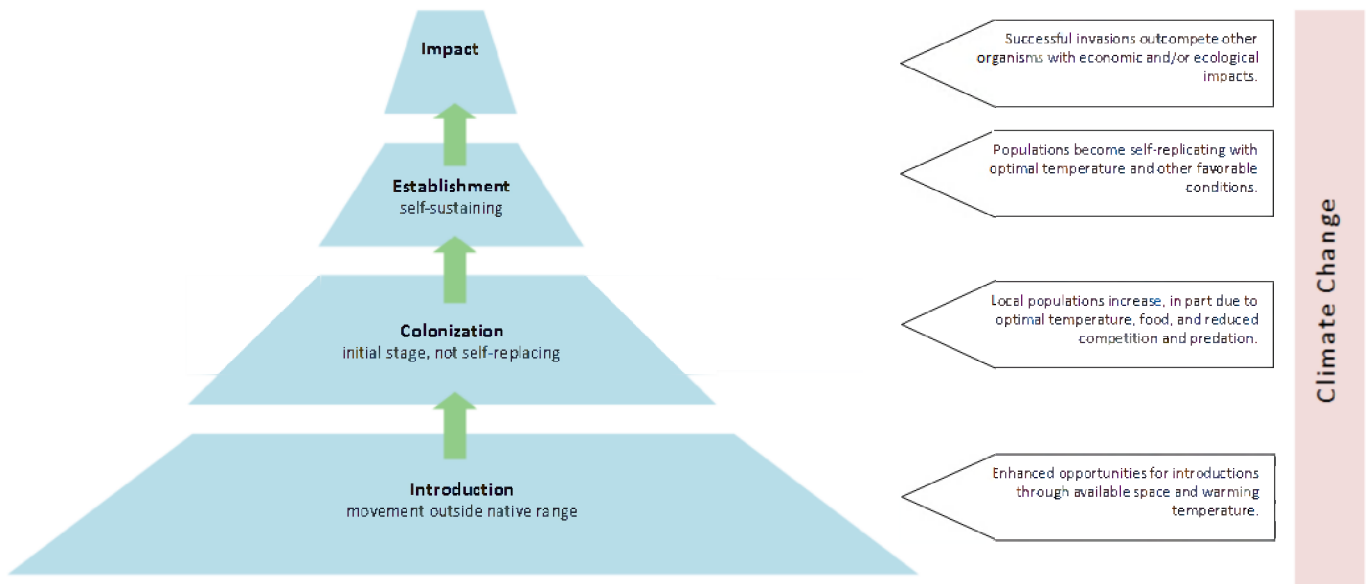 Impact
Successful invasions outcompete other
organisms with economic and/or ecological
impacts.
Establishment
self-sustaining
Populations become self-replicating with
optimal temperature and other favorable
conditions.
Colonization
initial stage, not self-replacing
Local populations increase, in part due to
optimal temperature, food, and reduced
competition and predation.
Introduction
movement outside native range
Enhanced opportunities for introductions
through available space and warming
temperature.
Climate Change